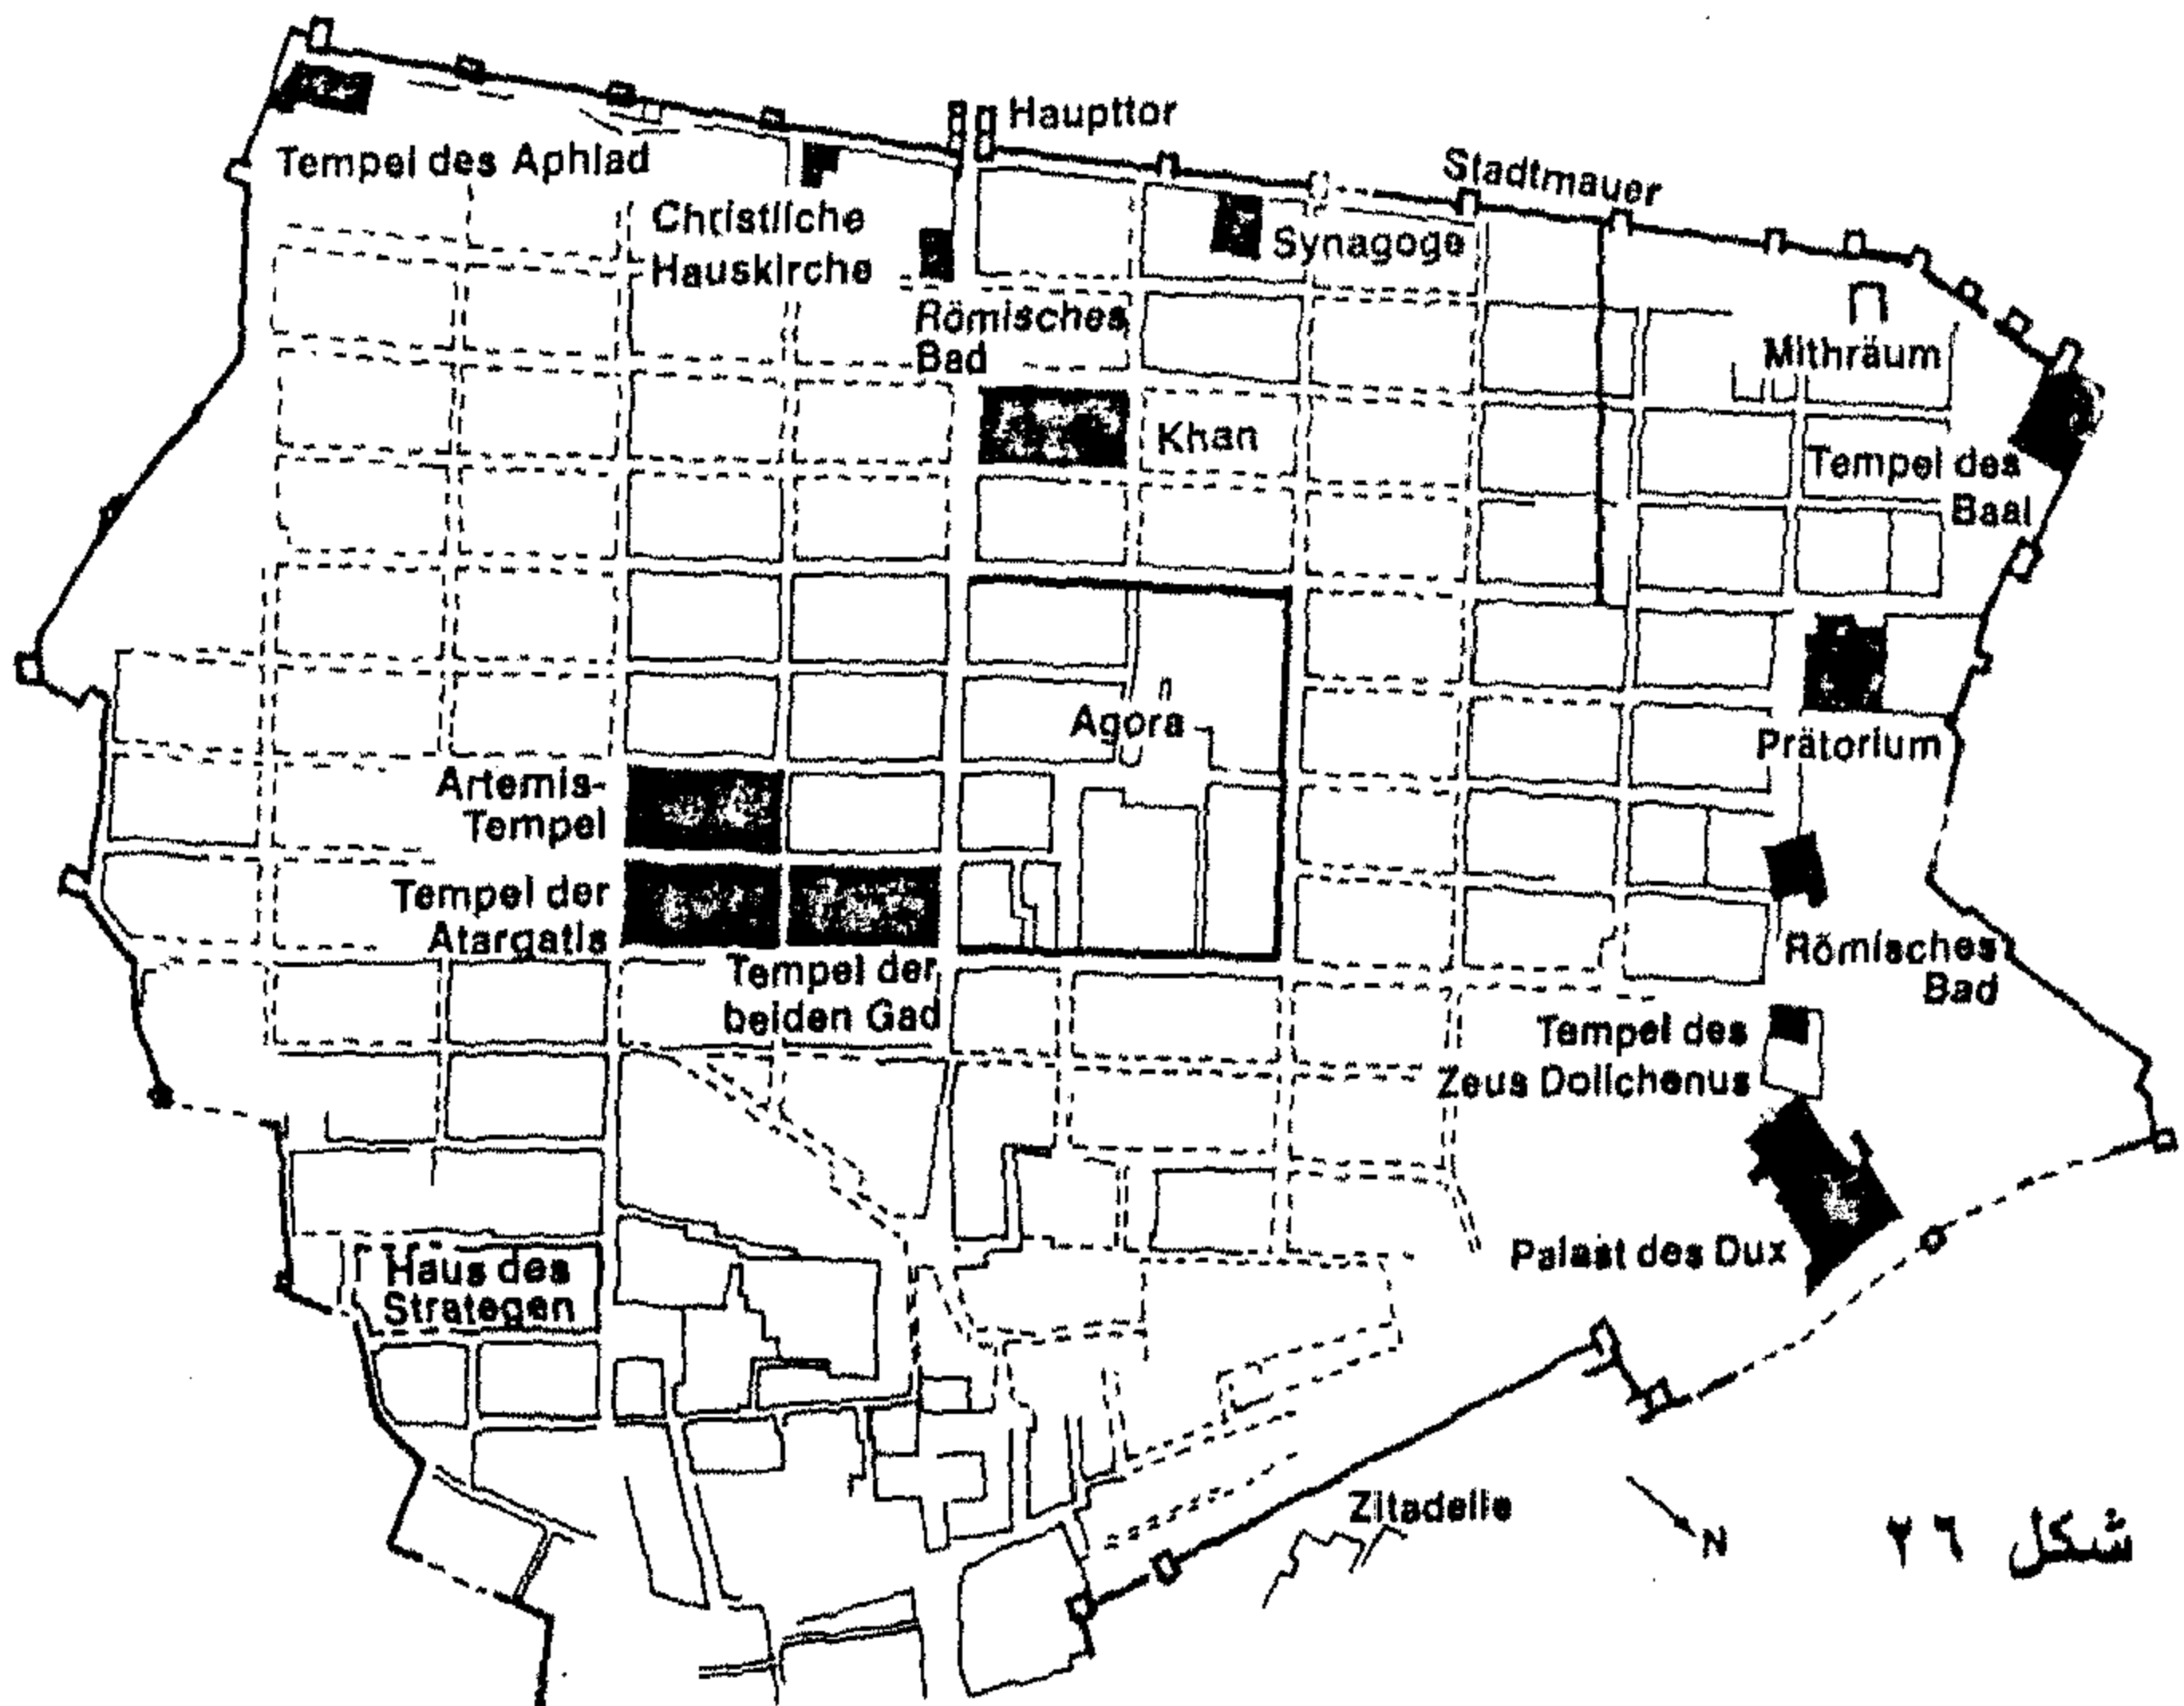 Haupttor
Stadtmauer
Tempel des Aphlad
Christliche
Hauskirche
Synagoge
Römisches
Bad
Mithräum
Khan
Tempel des
Baal
Agora
Prätorium
Artemis-
Tempel
Tempel der
Atargatis
Tempel der
beiden Gad
Römisches
Bad
Tempel des
Zeus Dolichenus
Palast des Dux
Haus des
Strategen
Zitadelle
N
شكل ٢٦